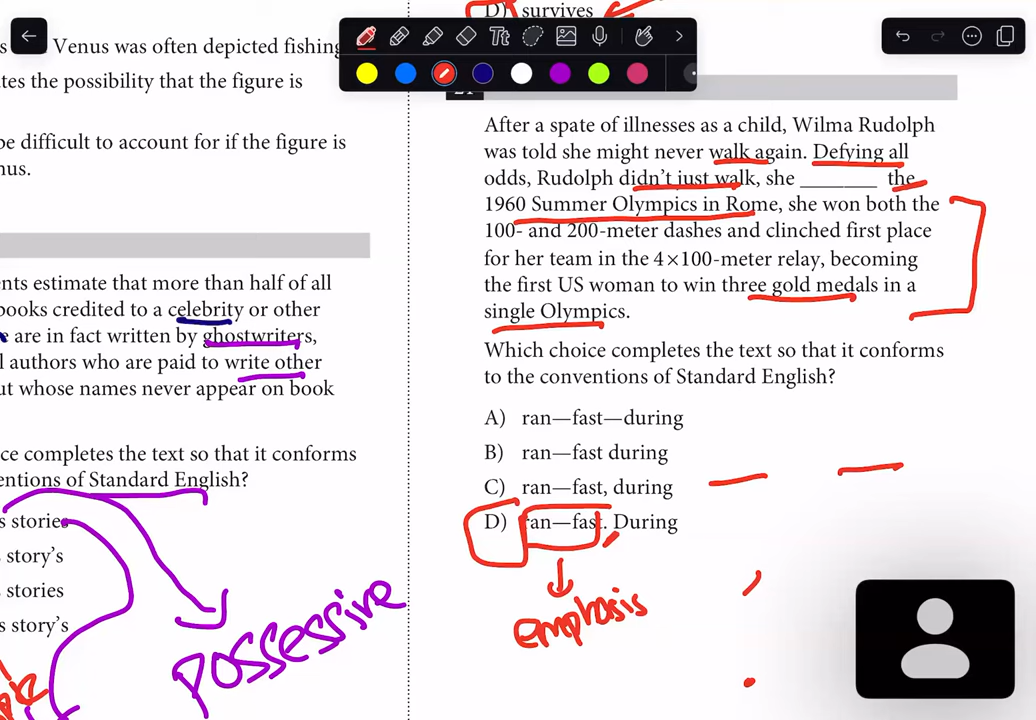 D) survives
Tt
s Venus was often depicted fishing
tes the possibility that the figure is
be difficult to account for if the figure is
nus.
ents estimate that more than half of all
books credited to a celebrity or other
are in fact written by ghostwriters,
l authors who are paid to write other
ut whose names never appear on book
ce completes the text so that it conforms
entions of Standard English?
s stories
s story's
s stories
s story's
possessive
21
After a spate of illnesses as a child, Wilma Rudolph
was told she might never walk again. Defying all
odds, Rudolph didn't just walk, she _______ the
1960 Summer Olympics in Rome, she won both the
100- and 200-meter dashes and clinched first place
for her team in the 4×100-meter relay, becoming
the first US woman to win three gold medals in a
single Olympics.
Which choice completes the text so that it conforms
to the conventions of Standard English?
A) ran—fast—during
B) ran—fast during
C) ran—fast, during
D) ran—fast. During
emphasis